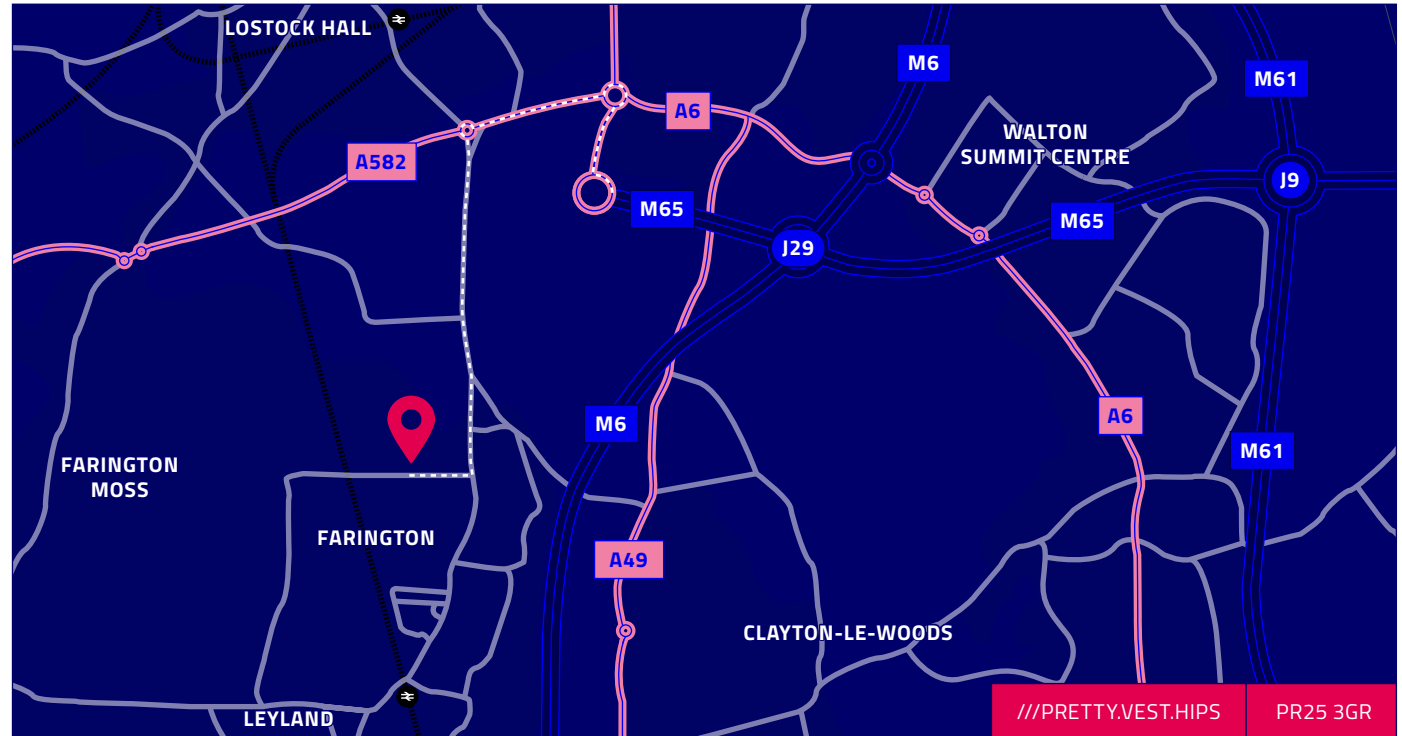 LOSTOCK HALL
M6
M61
A6
WALTON
SUMMIT CENTRE
A582
J9
M65
M65
J29
A6
M6
M61
FARINGTON
MOSS
FARINGTON
A49
CLAYTON-LE-WOODS
LEYLAND
///PRETTY.VEST.HIPS
PR25 3GR